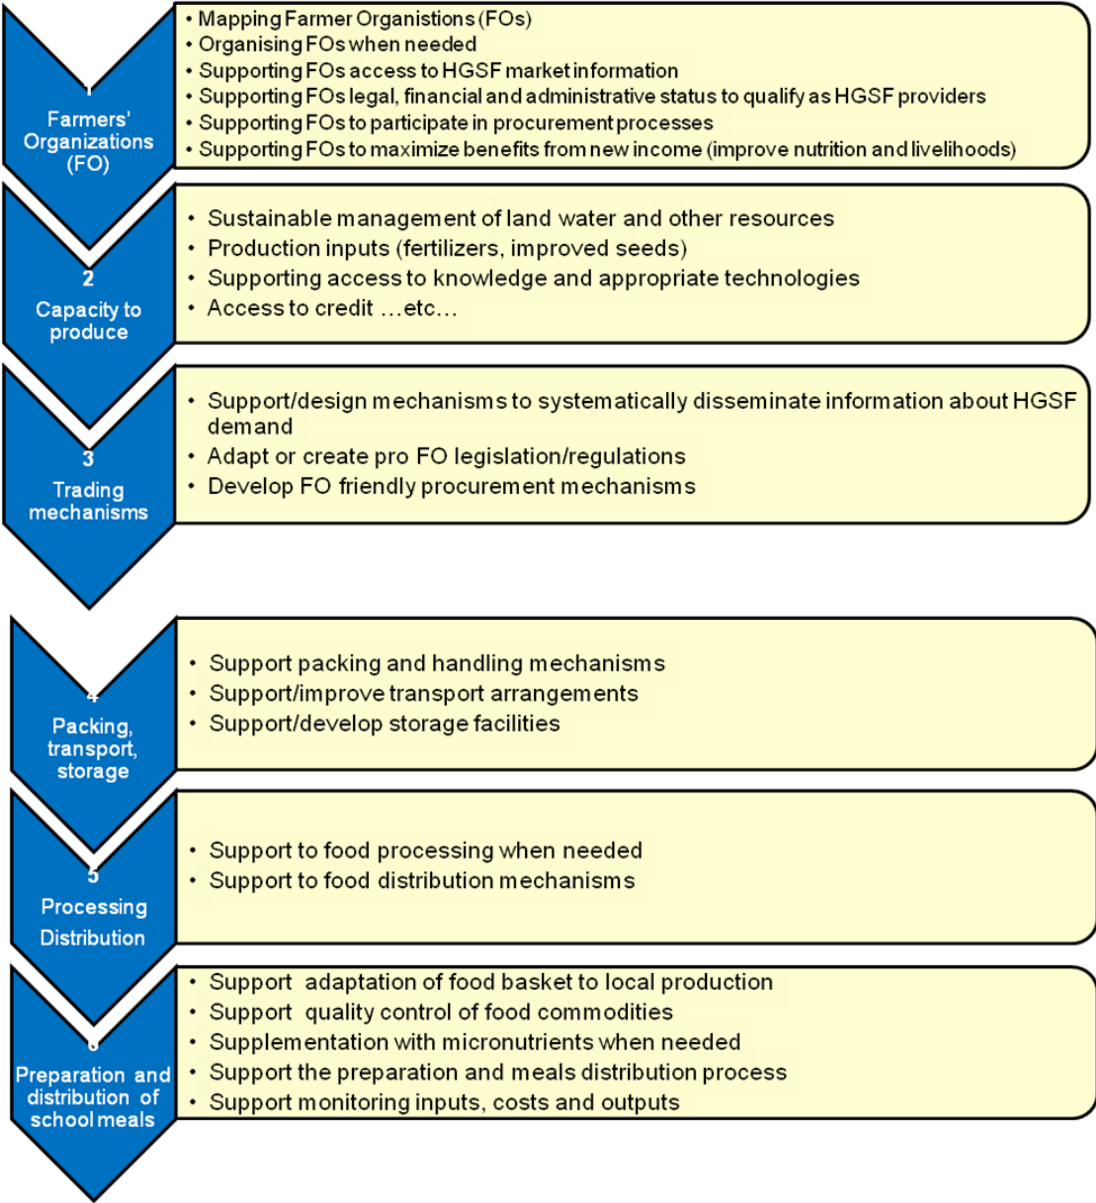 1
Farmers'
Organizations
(FO)
• Mapping Farmer Organistions (FOs)
• Organising FOs when needed
• Supporting FOs access to HGSF market information
• Supporting FOs legal, financial and administrative status to qualify as HGSF providers
• Supporting FOs to participate in procurement processes
• Supporting FOs to maximize benefits from new income (improve nutrition and livelihoods)
2
Capacity to
produce
• Sustainable management of land water and other resources
• Production inputs (fertilizers, improved seeds)
• Supporting access to knowledge and appropriate technologies
• Access to credit …etc…
3
Trading
mechanisms
• Support/design mechanisms to systematically disseminate information about HGSF
demand
• Adapt or create pro FO legislation/regulations
• Develop FO friendly procurement mechanisms
4
Packing,
transport,
storage
• Support packing and handling mechanisms
• Support/improve transport arrangements
• Support/develop storage facilities
5
Processing
Distribution
• Support to food processing when needed
• Support to food distribution mechanisms
6
Preparation and
distribution of
school meals
• Support adaptation of food basket to local production
• Support quality control of food commodities
• Supplementation with micronutrients when needed
• Support the preparation and meals distribution process
• Support monitoring inputs, costs and outputs